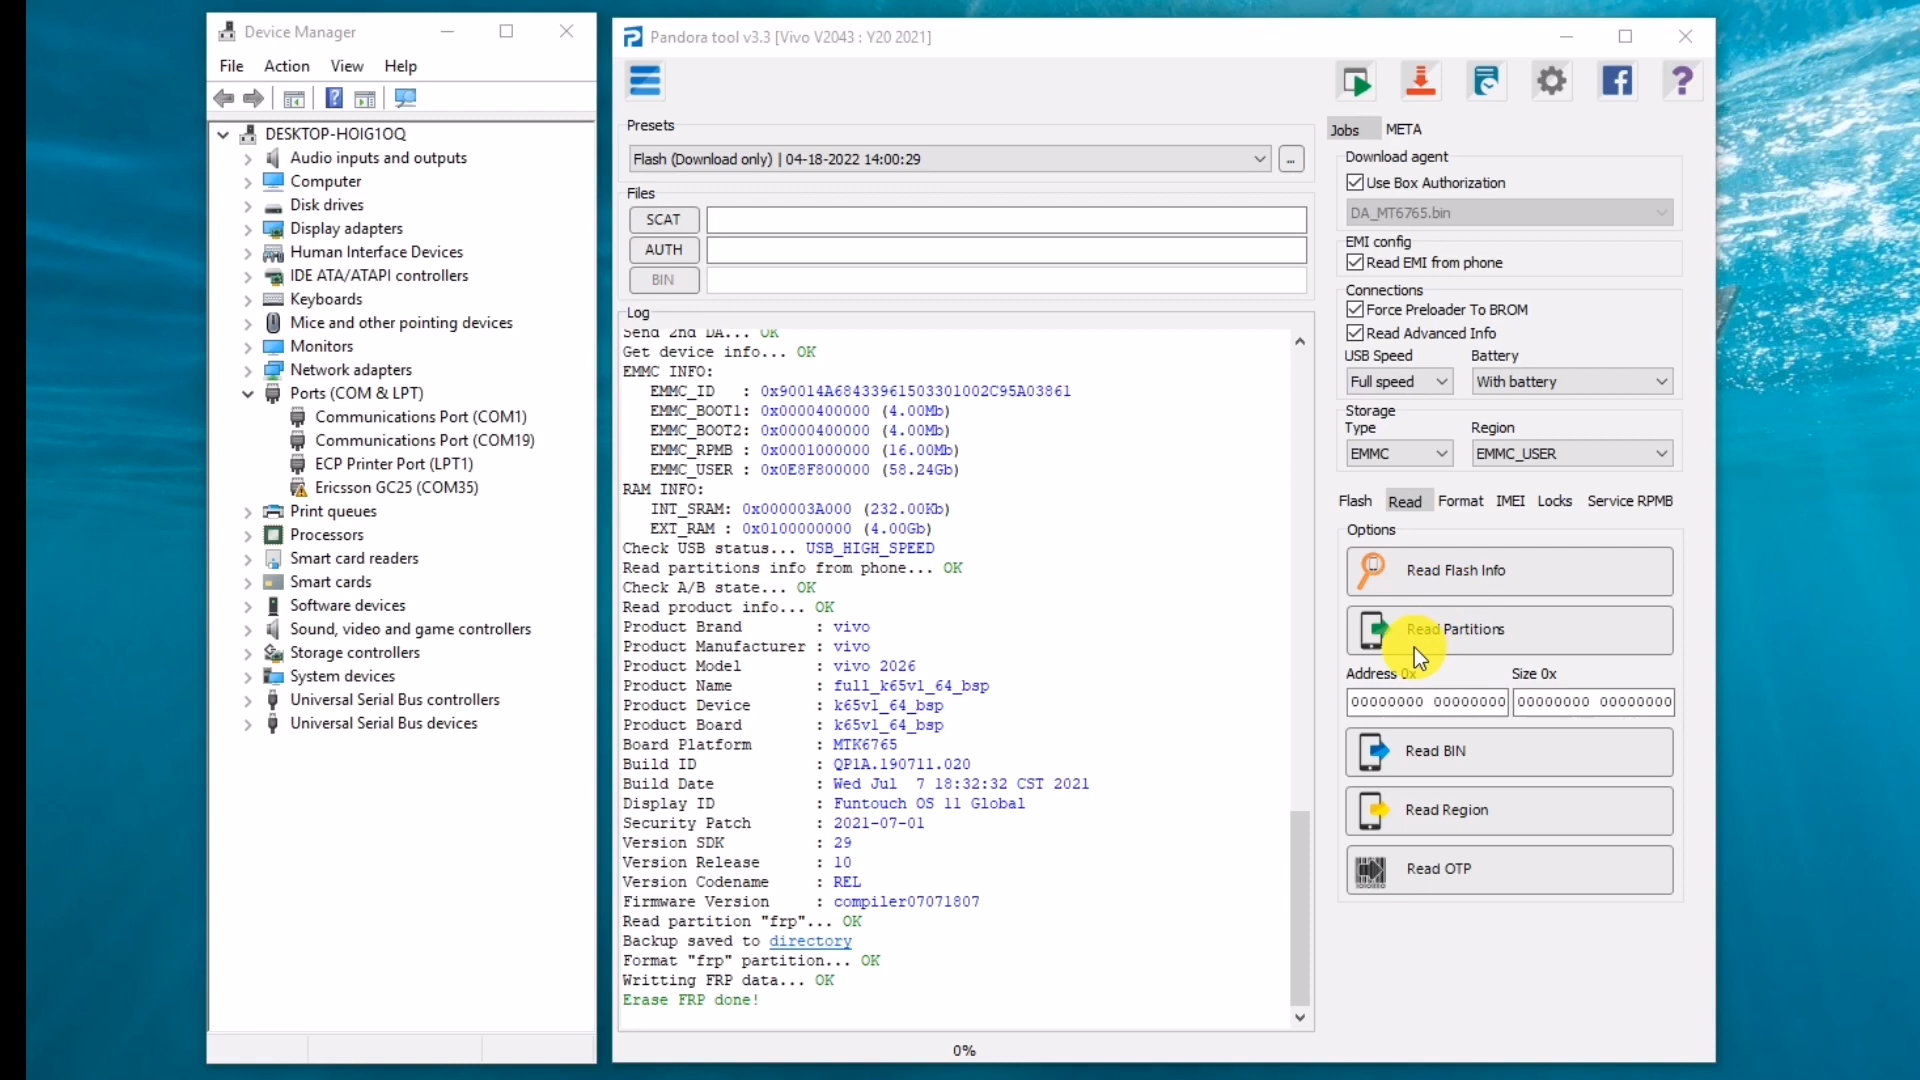 Device Manager
File Action View Help
DESKTOP-HOIG1OQ
Audio inputs and outputs
Computer
Disk drives
Display adapters
Human Interface Devices
IDE ATA/ATAPI controllers
Keyboards
Mice and other pointing devices
Monitors
Network adapters
Ports (COM & LPT)
Communications Port (COM1)
Communications Port (COM19)
ECP Printer Port (LPT1)
Ericsson GC25 (COM35)
Print queues
Processors
Smart card readers
Smart cards
Software devices
Sound, video and game controllers
Storage controllers
System devices
Universal Serial Bus controllers
Universal Serial Bus devices
Pandora tool v3.3 [Vivo V2043 : Y20 2021]
Presets
Flash (Download only) | 04-18-2022 14:00:29
...
Files
SCAT
AUTH
BIN
Log
Send 2nd DA... OK
Get device info... OK
EMMC INFO:
EMMC_ID : 0x90014A68433961503301002C95A03861
EMMC_BOOT1: 0x0000400000 (4.00Mb)
EMMC_BOOT2: 0x0000400000 (4.00Mb)
EMMC_RPMB : 0x0001000000 (16.00Mb)
EMMC_USER : 0x0E8F800000 (58.24Gb)
RAM INFO:
INT_SRAM: 0x000003A000 (232.00Kb)
EXT_RAM : 0x0100000000 (4.00Gb)
Check USB status... USB_HIGH_SPEED
Read partitions info from phone... OK
Check A/B state... OK
Read product info... OK
Product Brand : vivo
Product Manufacturer : vivo
Product Model : vivo 2026
Product Name : full_k65v1_64_bsp
Product Device : k65v1_64_bsp
Product Board : k65v1_64_bsp
Board Platform : MTK6765
Build ID : QP1A.190711.020
Build Date : Wed Jul 7 18:32:32 CST 2021
Display ID : Funtouch OS 11 Global
Security Patch : 2021-07-01
Version SDK : 29
Version Release : 10
Version Codename : REL
Firmware Version : compiler07071807
Read partition "frp"... OK
Backup saved to directory
Format "frp" partition... OK
Writting FRP data... OK
Erase FRP done!
0%
Jobs META
Download agent
Use Box Authorization
DA_MT6765.bin
EMI config
Read EMI from phone
Connections
Force Preloader To BROM
Read Advanced Info
USB Speed Battery
Full speed With battery
Storage
Type Region
EMMC EMMC_USER
Flash Read Format IMEI Locks Service RPMB
Options
Read Flash Info
Read Partitions
Address 0x Size 0x
00000000 00000000 00000000 00000000
Read BIN
Read Region
Read OTP